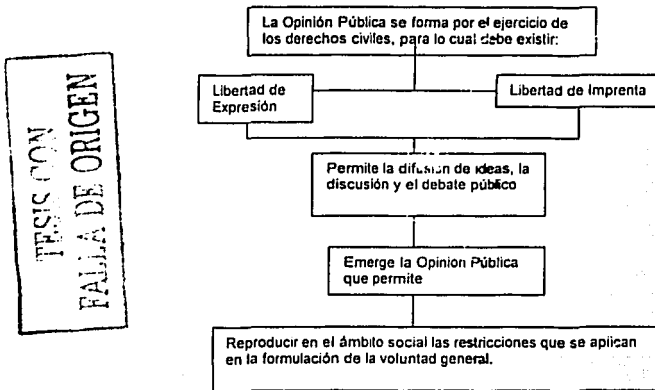 La Opinión Pública se forma por el ejercicio de
los derechos civiles, para lo cual debe existir:
Libertad de
Expresión
Libertad de Imprenta
TESIS CON
FALLA DE ORIGEN
Permite la difusión de ideas, la
discusión y el debate público
Emerge la Opinion Pública
que permite
Reproducir en el ámbito social las restricciones que se aplican
en la formulación de la voluntad general.